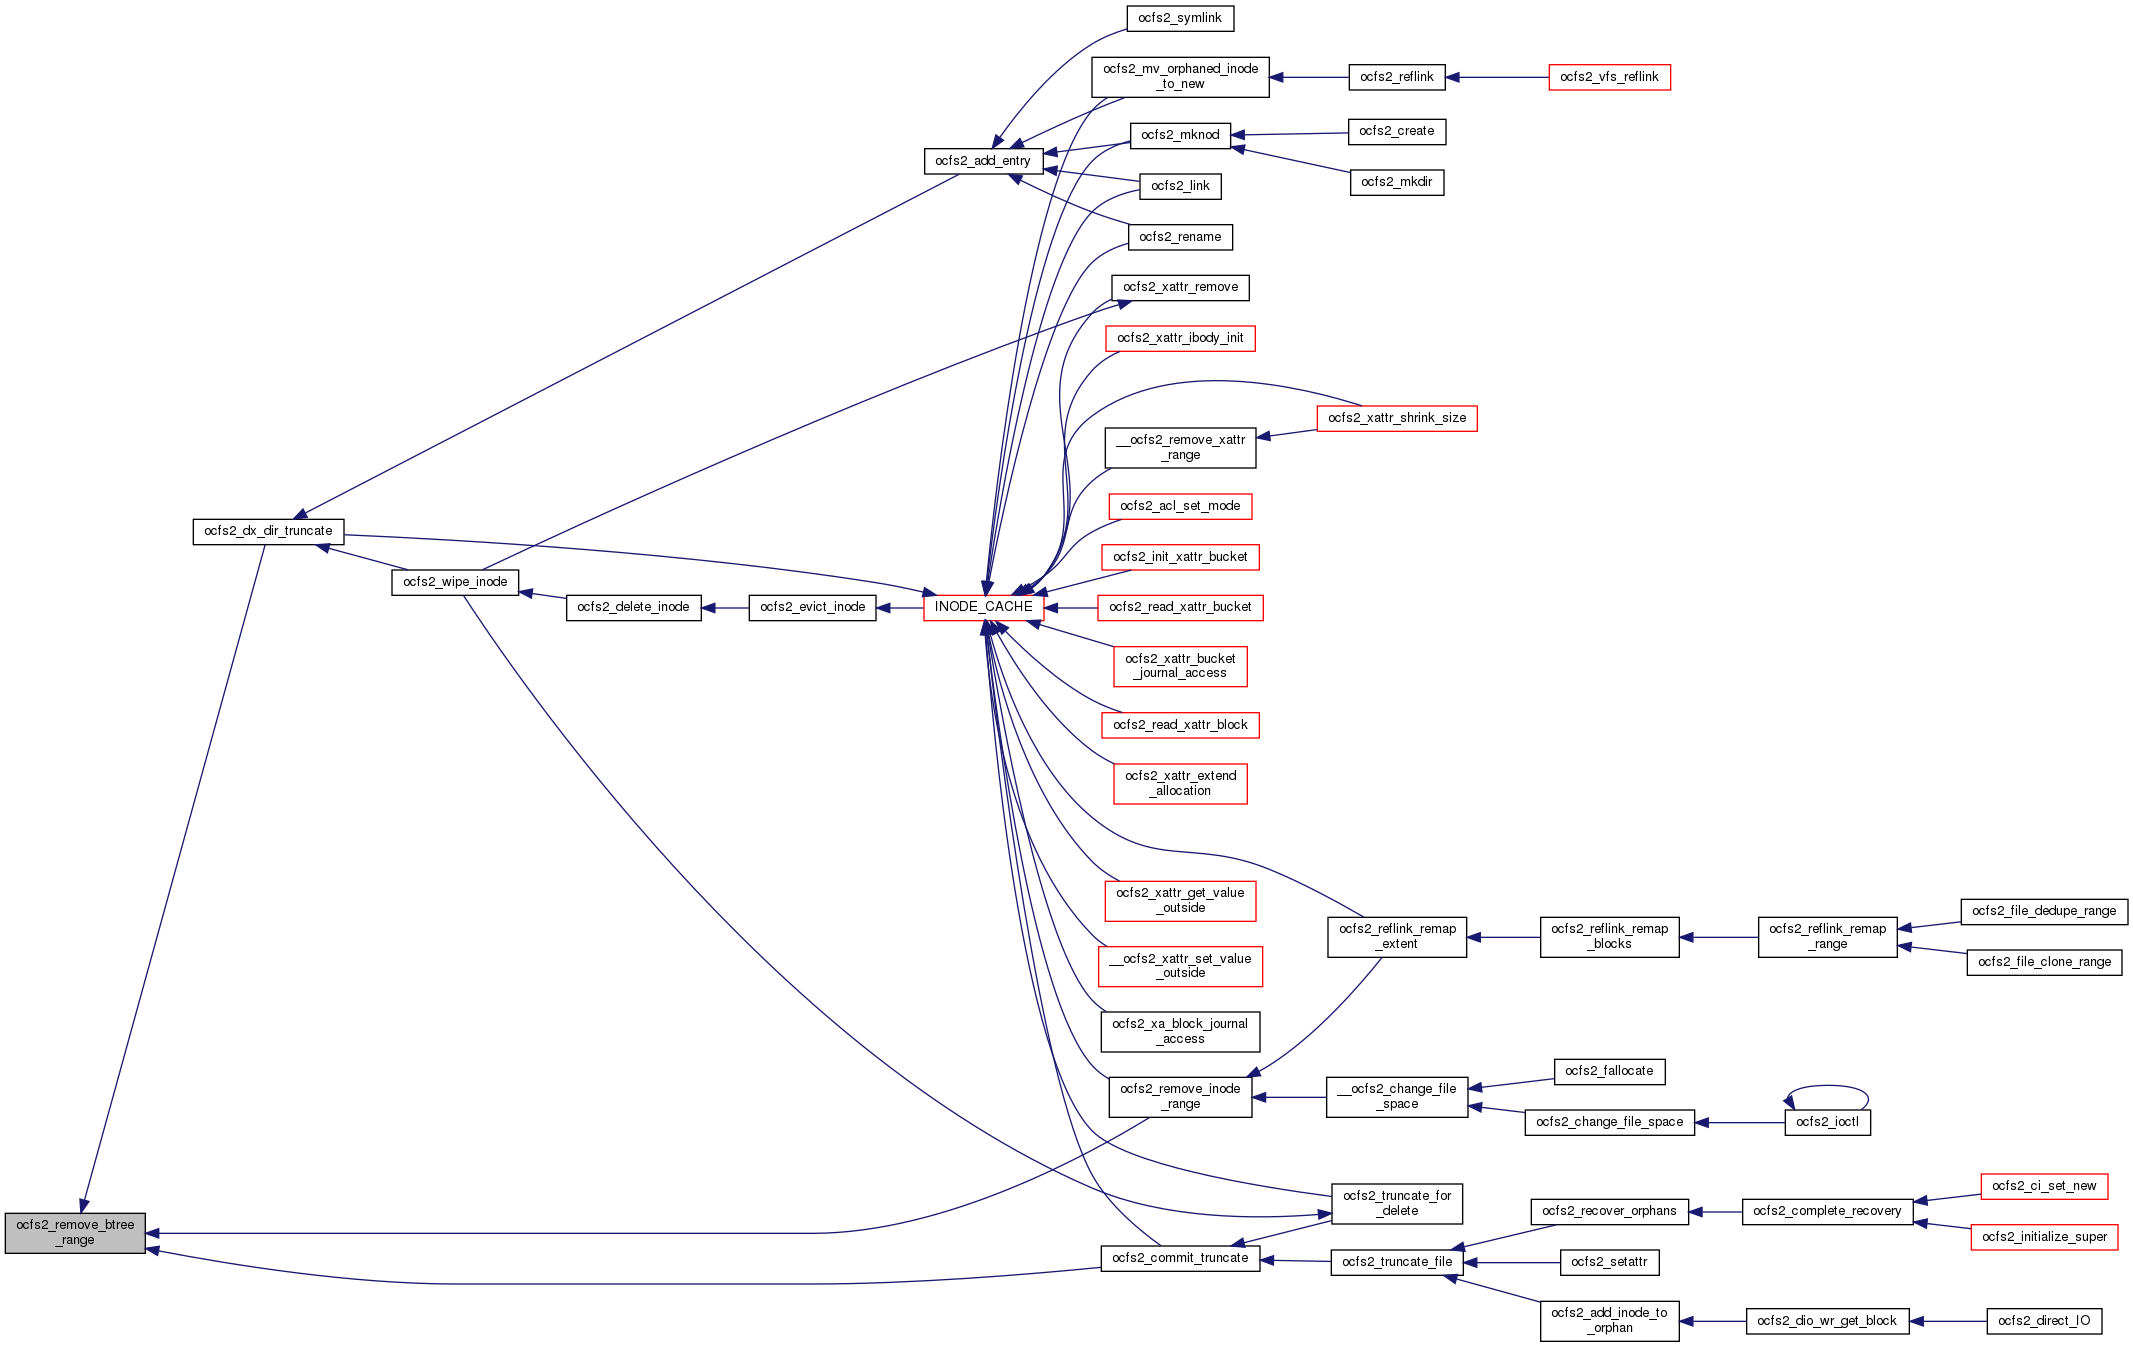 ocfs2_symlink
ocfs2_mv_orphaned_inode
_to_new
ocfs2_reflink
ocfs2_vfs_reflink
ocfs2_mknod
ocfs2_create
ocfs2_add_entry
ocfs2_link
ocfs2_mkdir
ocfs2_rename
ocfs2_xattr_remove
ocfs2_xattr_ibody_init
ocfs2_xattr_shrink_size
__ocfs2_remove_xattr
_range
ocfs2_acl_set_mode
ocfs2_dx_dir_truncate
ocfs2_init_xattr_bucket
ocfs2_wipe_inode
ocfs2_delete_inode
ocfs2_evict_inode
INODE_CACHE
ocfs2_read_xattr_bucket
ocfs2_xattr_bucket
_journal_access
ocfs2_read_xattr_block
ocfs2_xattr_extend
_allocation
ocfs2_xattr_get_value
_outside
ocfs2_reflink_remap
_extent
ocfs2_reflink_remap
_blocks
ocfs2_reflink_remap
_range
ocfs2_file_dedupe_range
ocfs2_file_clone_range
__ocfs2_xattr_set_value
_outside
ocfs2_xa_block_journal
_access
ocfs2_remove_inode
_range
__ocfs2_change_file
_space
ocfs2_fallocate
ocfs2_change_file_space
ocfs2_ioctl
ocfs2_truncate_for
_delete
ocfs2_recover_orphans
ocfs2_complete_recovery
ocfs2_ci_set_new
ocfs2_initialize_super
ocfs2_remove_btree
_range
ocfs2_commit_truncate
ocfs2_truncate_file
ocfs2_setattr
ocfs2_add_inode_to
_orphan
ocfs2_dio_wr_get_block
ocfs2_direct_IO